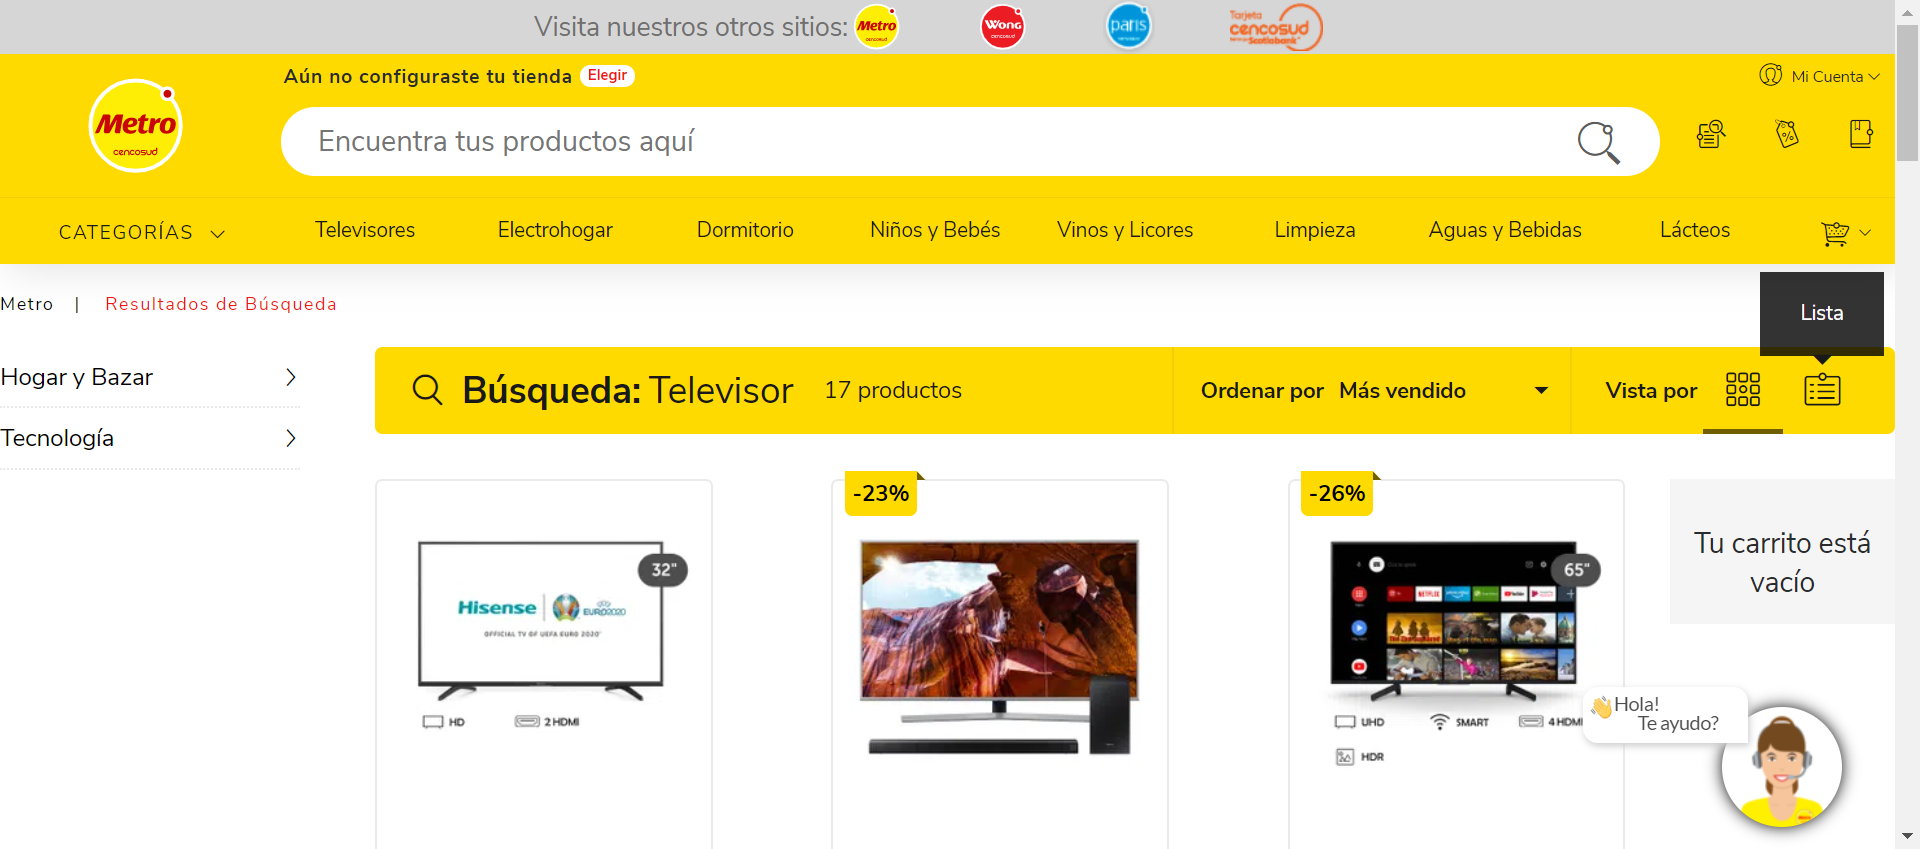 Visita nuestros otros sitios:
Metro
cencosud
Wong
cencosud
paris
Tarjeta
cencosud
Scotiabank
Aún no configuraste tu tienda
Elegir
Mi Cuenta
Metro
cencosud
Encuentra tus productos aquí
CATEGORÍAS
Televisores
Electrohogar
Dormitorio
Niños y Bebés
Vinos y Licores
Limpieza
Aguas y Bebidas
Lácteos
Metro | Resultados de Búsqueda
Lista
Hogar y Bazar
Tecnología
Búsqueda: Televisor 17 productos
Ordenar por Más vendido
Vista por
-23%
-26%
32"
Hisense
EURO2020
OFFICIAL TV OF UEFA EURO 2020
HD
2 HDMI
65"
NETFLIX
YouTube
UHD
SMART
4 HDMI
HDR
Tu carrito está
vacío
Hola!
Te ayudo?